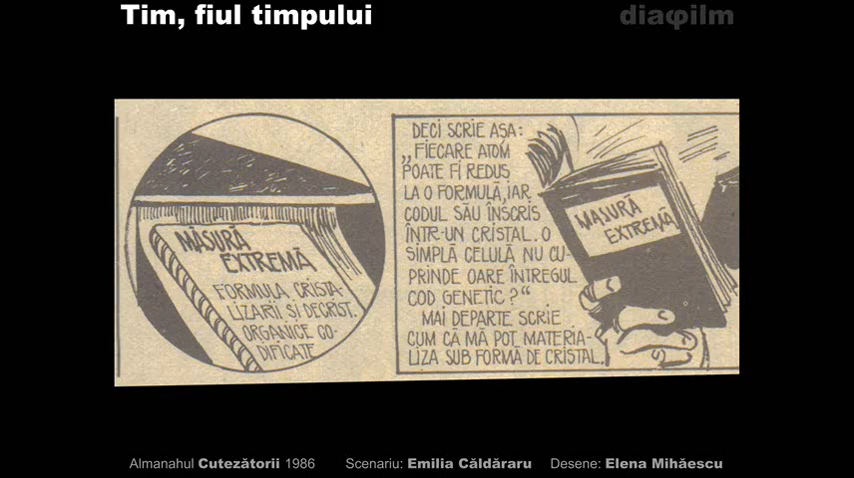 Tim, fiul timpului
diaφilm
MĂSURĂ
EXTREMĂ
FORMULA CRISTA-
LIZĂRII ȘI DECRIST.
ORGANICE CO-
DIFICATE
DECI SCRIE AȘA:
„FIECARE ATOM
POATE FI REDUS
LA O FORMULĂ, IAR
CODUL SĂU ÎNSCRIS
ÎNTR-UN CRISTAL. O
SIMPLĂ CELULĂ NU CU-
PRINDE OARE ÎNTREGUL
COD GENETIC?"
MAI DEPARTE SCRIE
CUM CĂ MĂ POT MATERIA-
LIZA SUB FORMĂ DE CRISTAL.
MĂSURĂ
EXTREMĂ
Almanahul Cutezătorii 1986 Scenariu: Emilia Căldăraru Desene: Elena Mihăescu